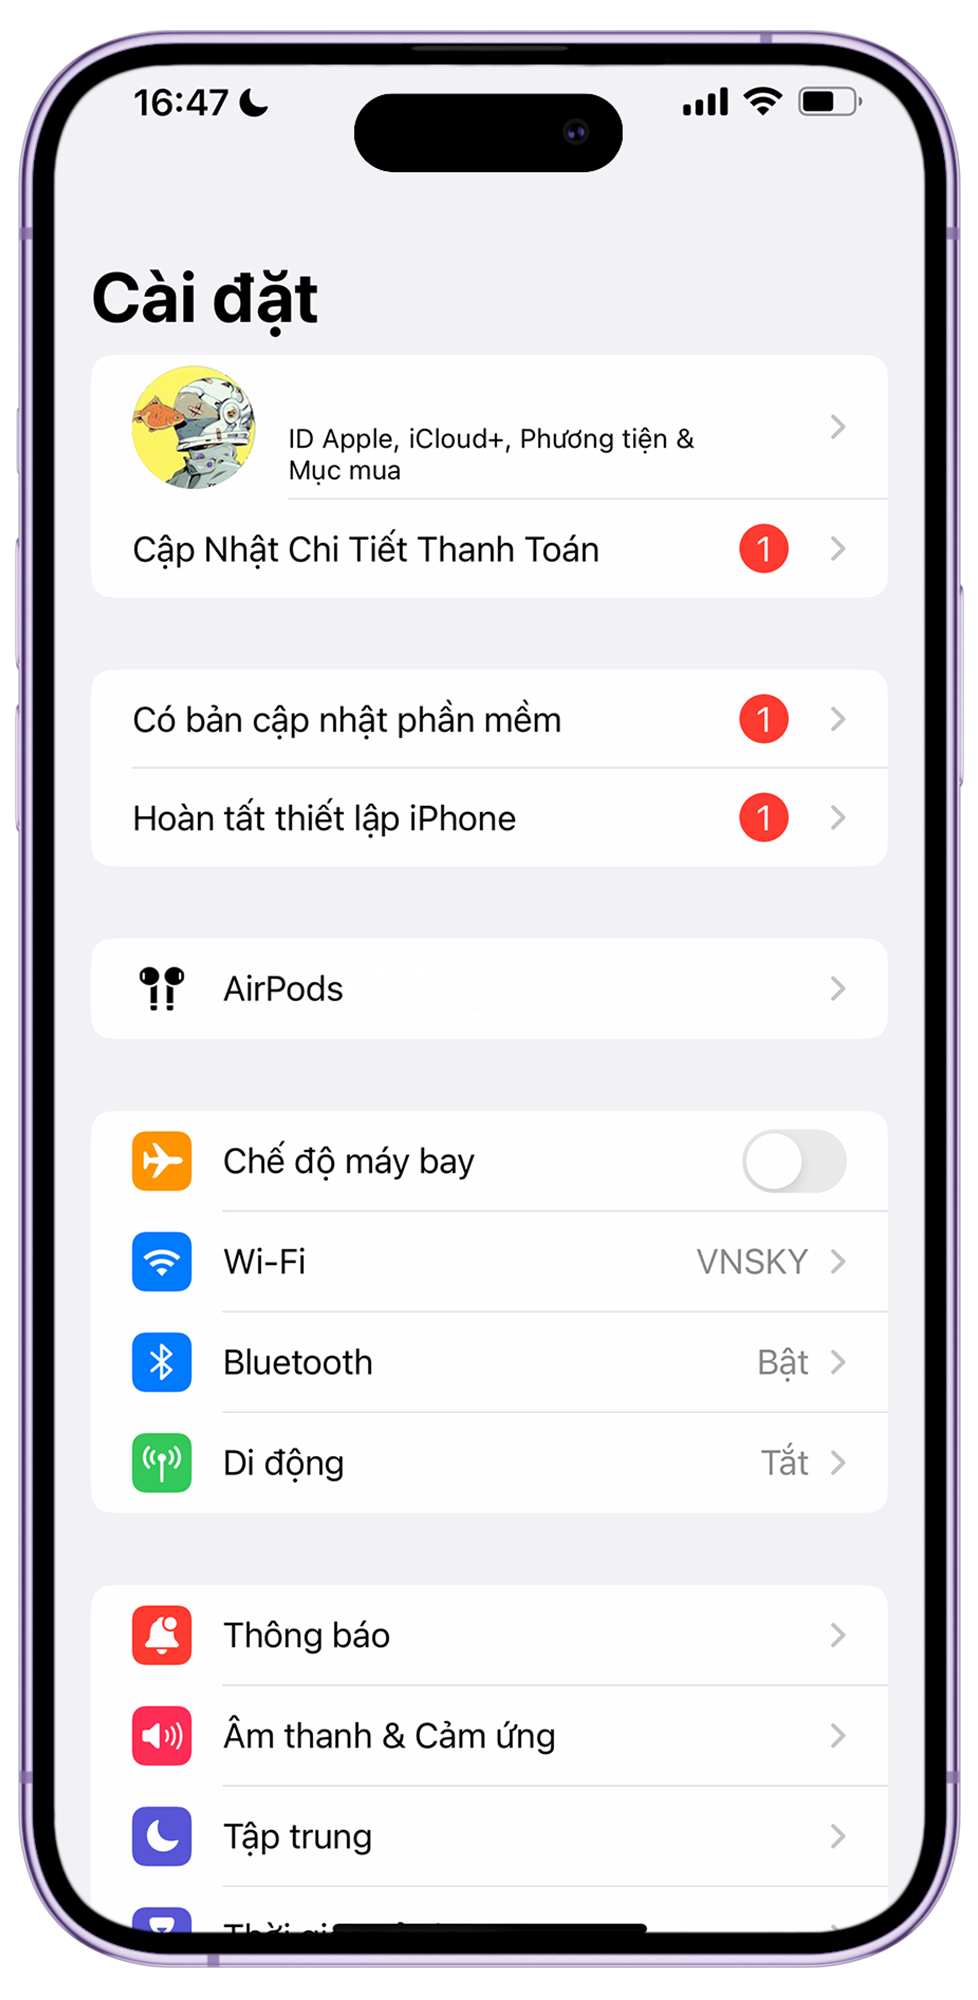 16:47
Cài đặt
ID Apple, iCloud+, Phương tiện &
Mục mua
Cập Nhật Chi Tiết Thanh Toán 1
Có bản cập nhật phần mềm 1
Hoàn tất thiết lập iPhone 1
AirPods
Chế độ máy bay
Wi-Fi VNSKY
Bluetooth Bật
Di động Tắt
Thông báo
Âm thanh & Cảm ứng
Tập trung